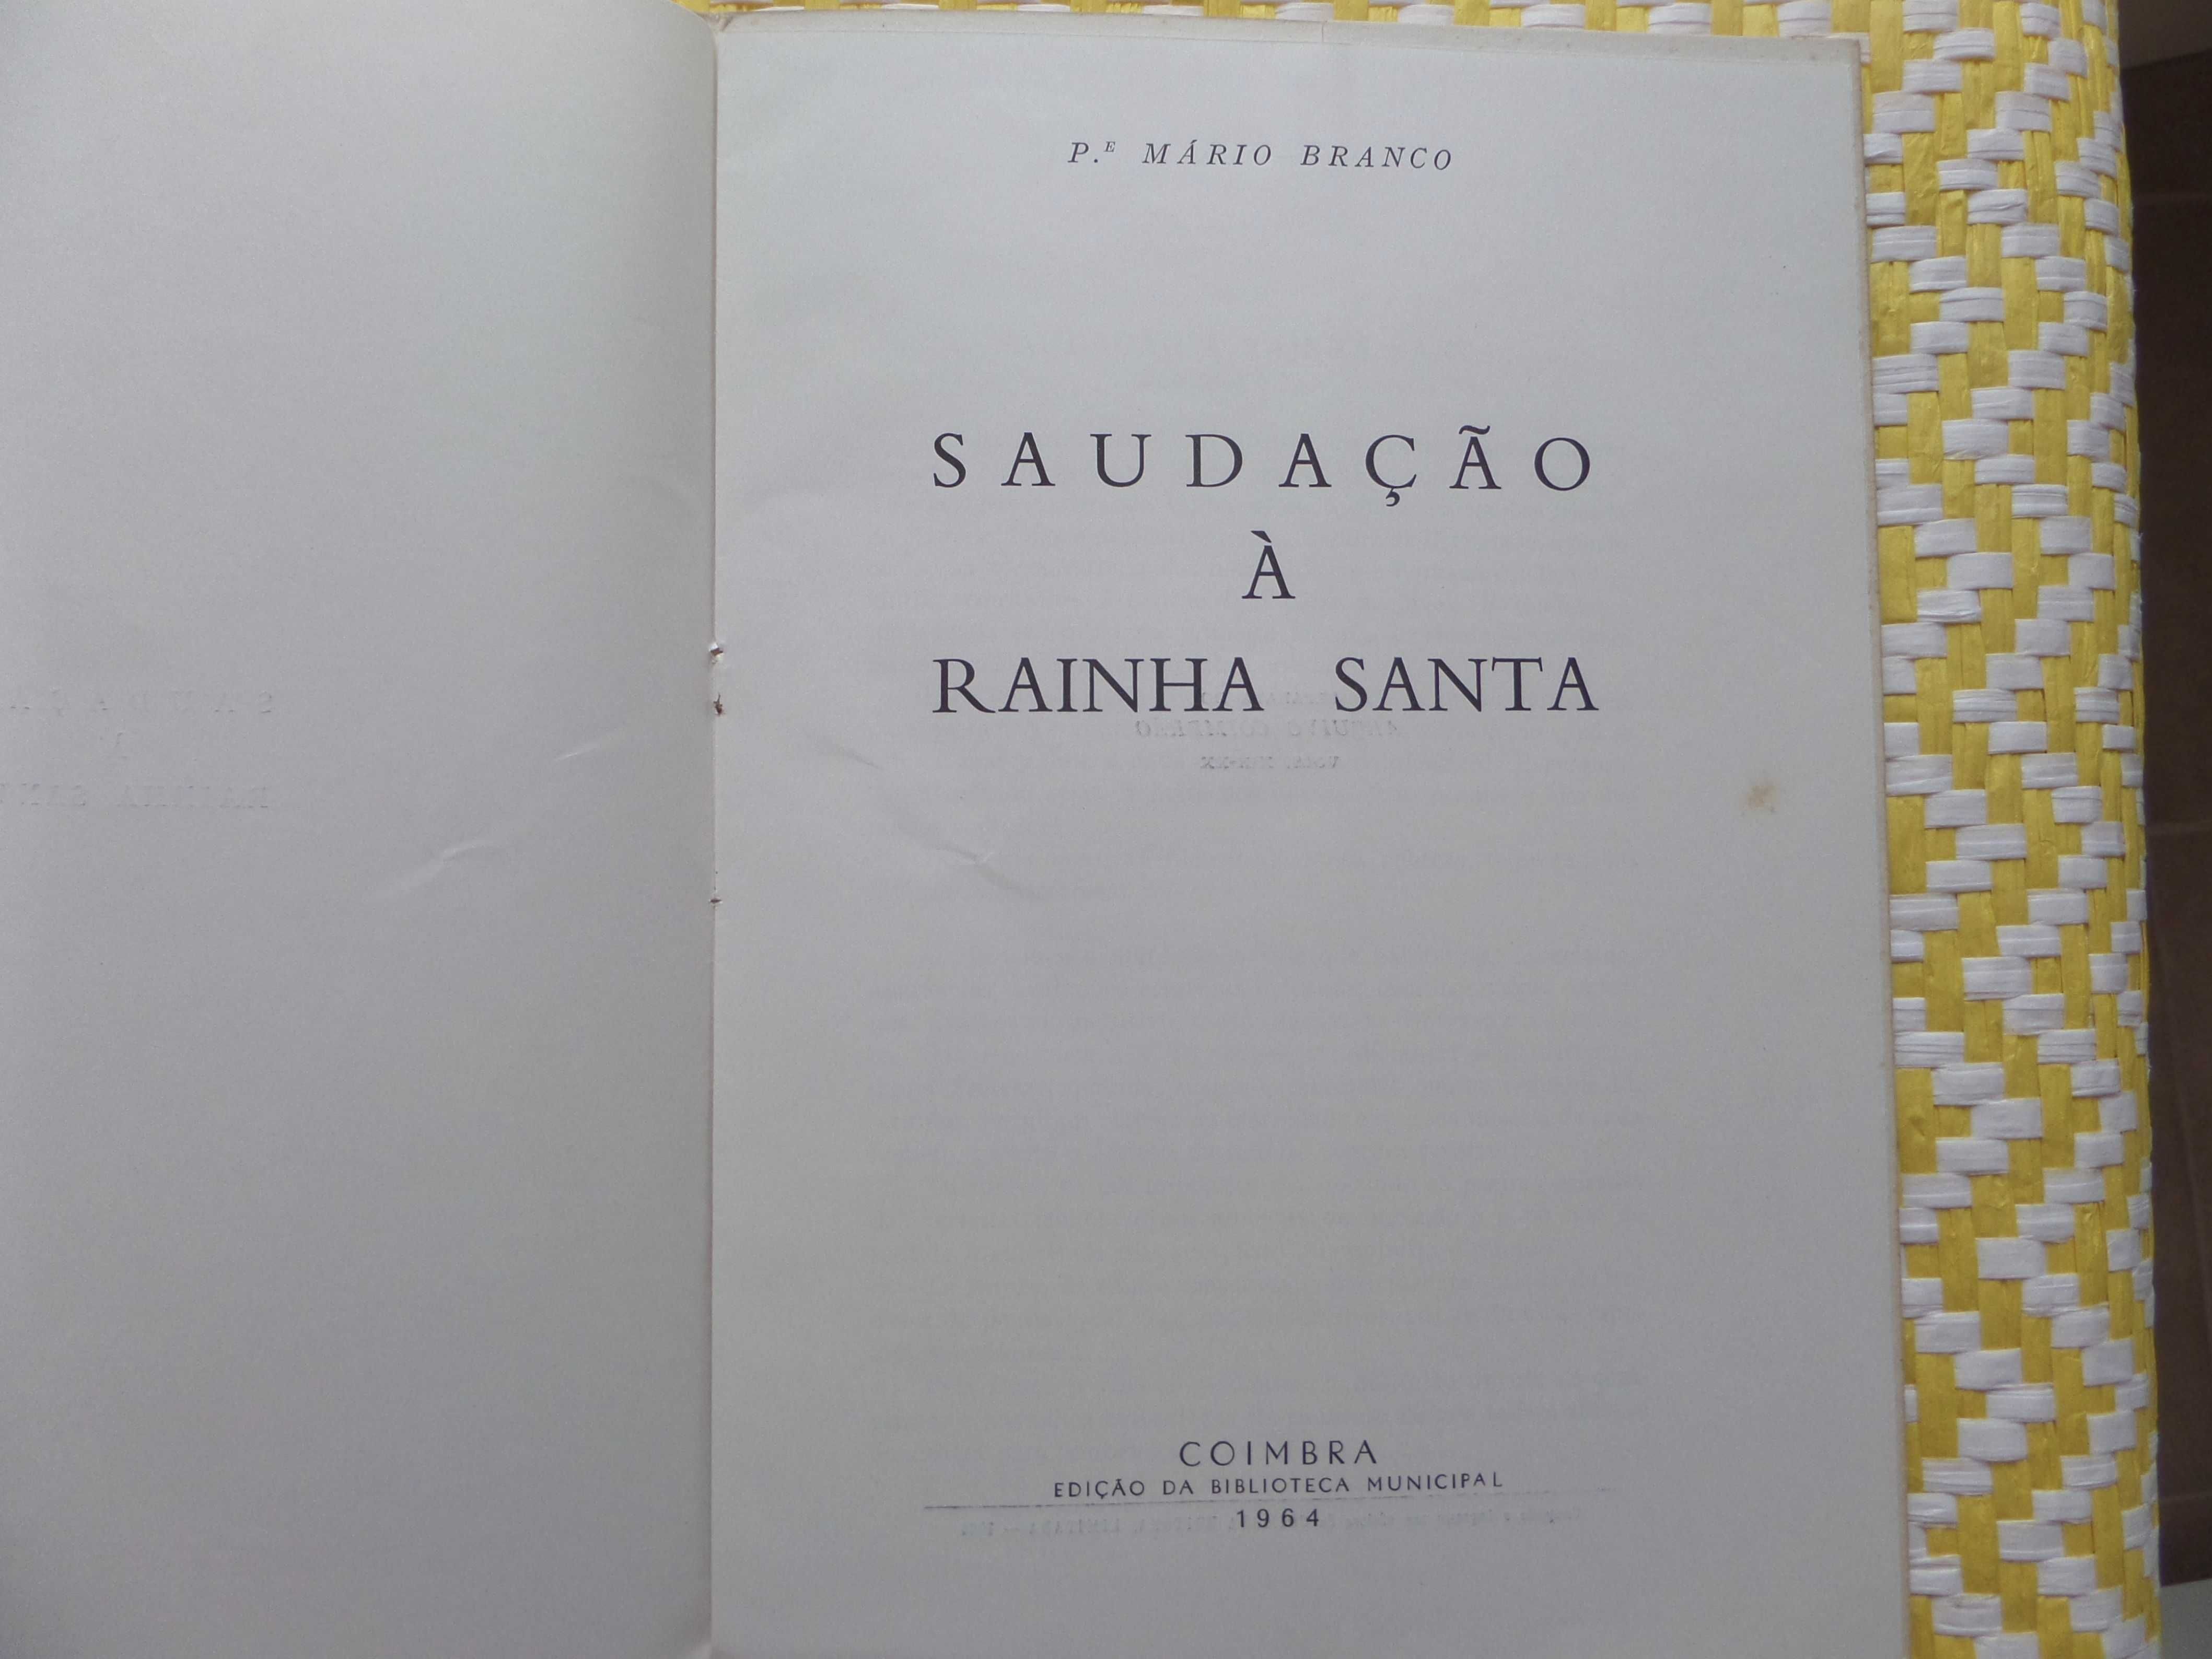 P.ᴱ MÁRIO BRANCO
SAUDAÇÃO
À
RAINHA SANTA
COIMBRA
EDIÇÃO DA BIBLIOTECA MUNICIPAL
1964